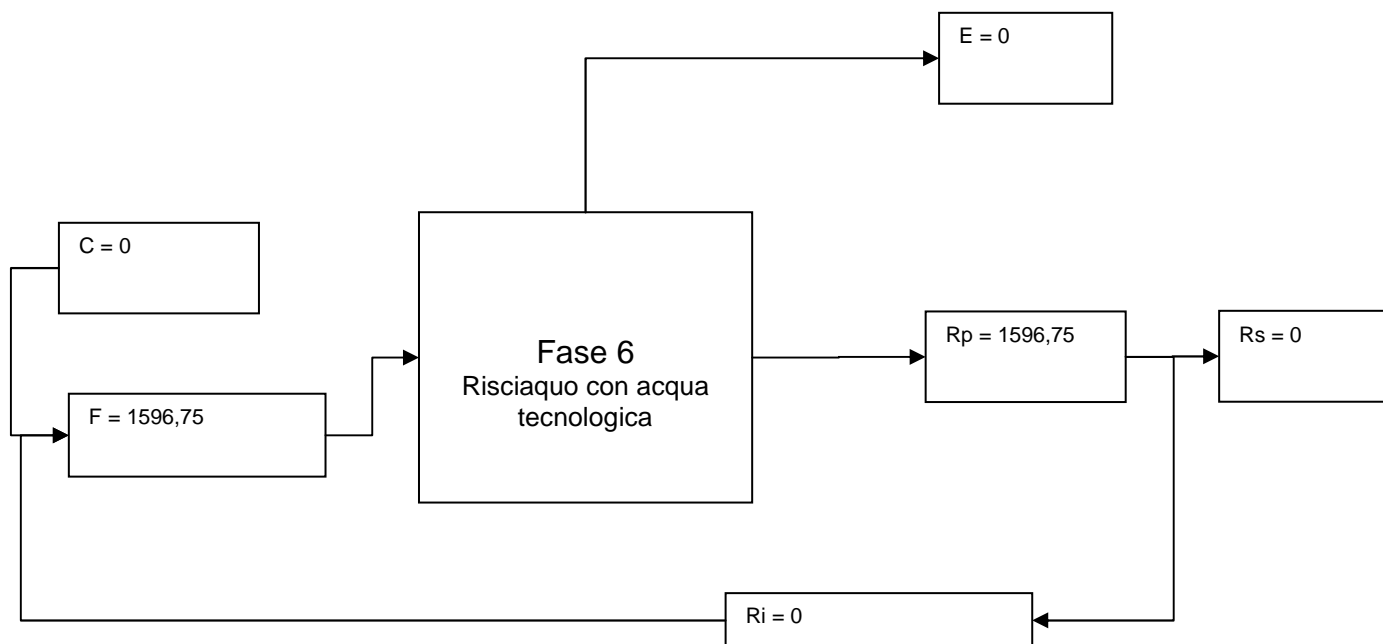 E = 0
C = 0
F = 1596,75
Fase 6
Risciaquo con acqua
tecnologica
Rp = 1596,75
Rs = 0
Ri = 0